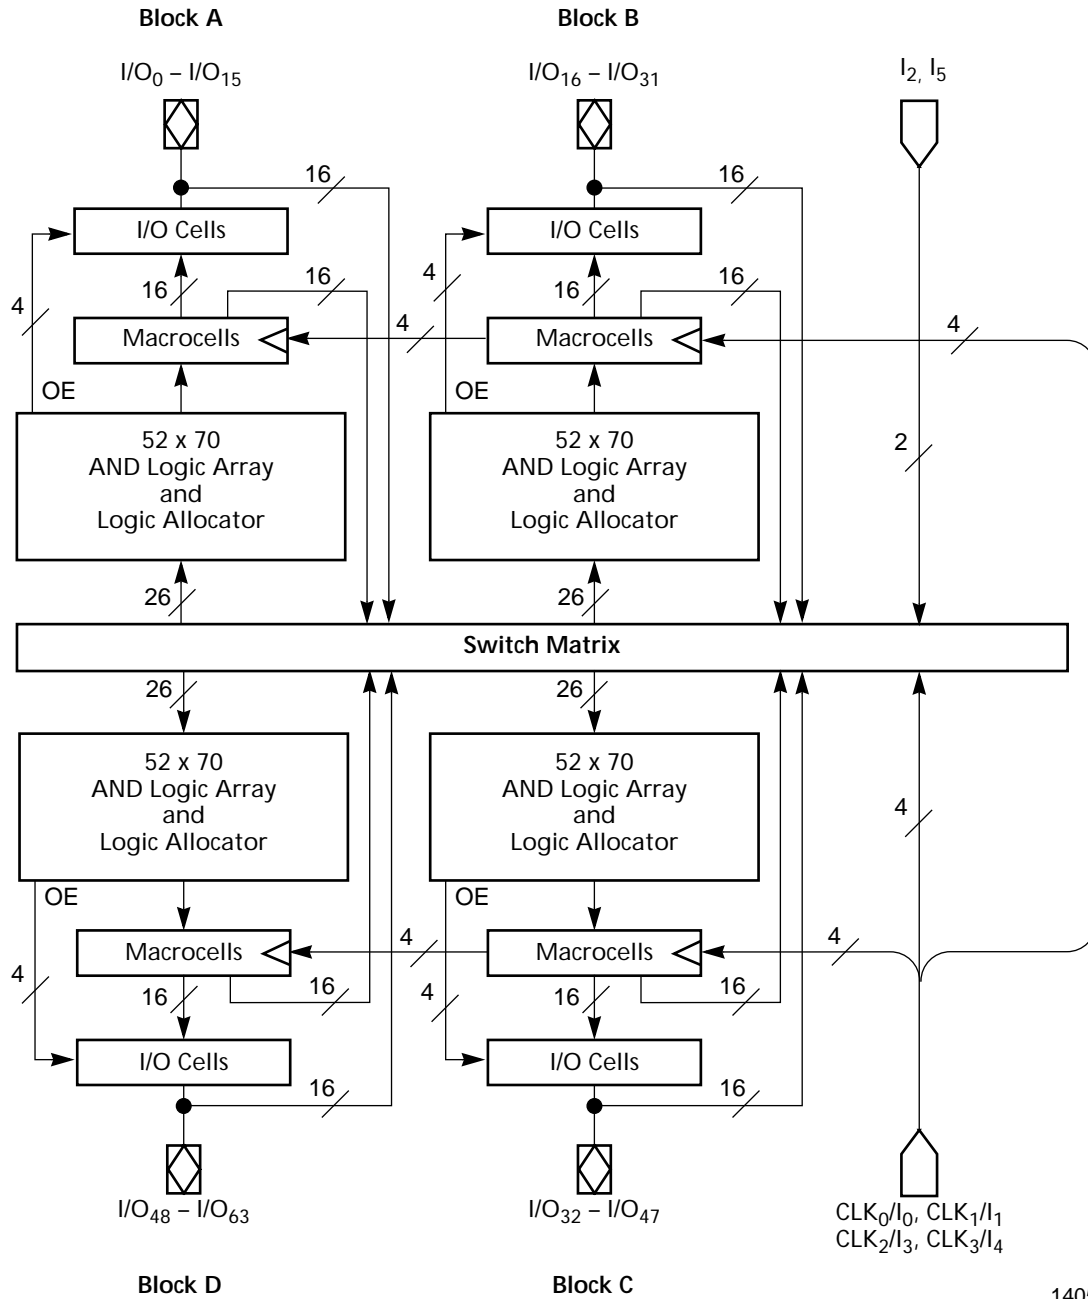 Block A
Block B
I/O0 – I/O15
I/O16 – I/O31
I2, I5
16
16
I/O Cells
I/O Cells
4
16
16
4
16
16
4
4
Macrocells
Macrocells
OE
OE
52 x 70
AND Logic Array
and
Logic Allocator
52 x 70
AND Logic Array
and
Logic Allocator
2
26
26
Switch Matrix
26
26
52 x 70
AND Logic Array
and
Logic Allocator
52 x 70
AND Logic Array
and
Logic Allocator
4
OE
OE
Macrocells
4
Macrocells
4
4
16
16
4
16
16
I/O Cells
I/O Cells
16
16
I/O48 – I/O63
I/O32 – I/O47
CLK0/I0, CLK1/I1
CLK2/I3, CLK3/I4
Block D
Block C